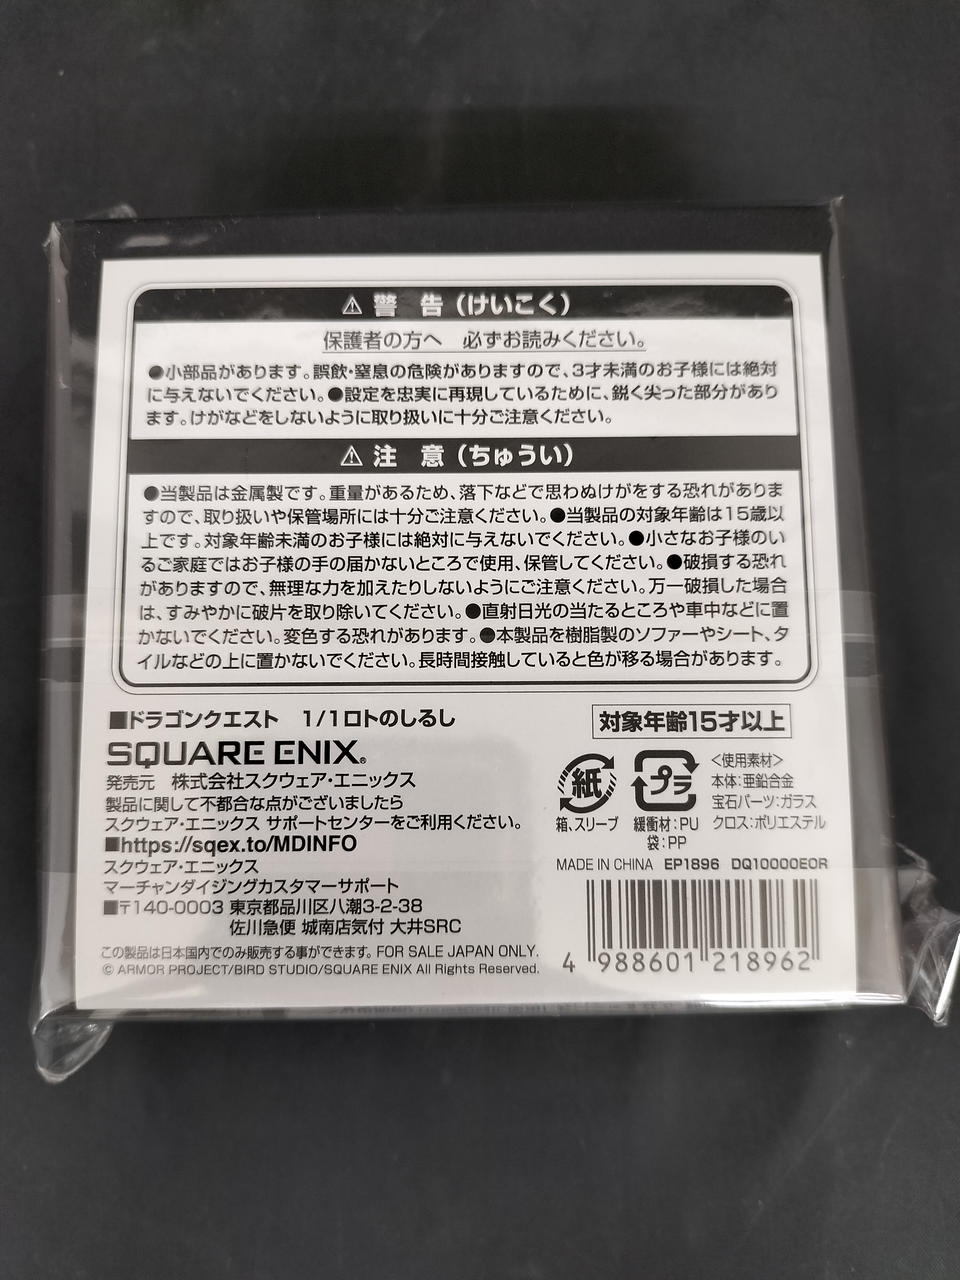 ⚠警 告(けいこく)
保護者の方へ 必ずお読みください。
●小部品があります。誤飲・窒息の危険がありますので、3才未満のお子様には絶対
に与えないでください。●設定を忠実に再現しているために、鋭く尖った部分があり
ます。けがなどをしないように取り扱いに十分ご注意ください。
⚠注 意(ちゅうい)
●当製品は金属製です。重量があるため、落下などで思わぬけがをする恐れがありま
すので、取り扱いや保管場所には十分ご注意ください。●当製品の対象年齢は15歳以
上です。対象年齢未満のお子様には絶対に与えないでください。●小さなお子様のい
るご家庭ではお子様の手の届かないところで使用、保管してください。●破損する恐れ
がありますので、無理な力を加えたりしないようにご注意ください。万一破損した場合
は、すみやかに破片を取り除いてください。●直射日光の当たるところや車中などに置
かないでください。変色する恐れがあります。●本製品を樹脂製のソファーやシート、タ
イルなどの上に置かないでください。長時間接触していると色が移る場合があります。
■ドラゴンクエスト 1/1ロトのしるし
対象年齢15才以上
SQUARE ENIX®
発売元 株式会社スクウェア・エニックス
製品に関して不都合な点がございましたら
スクウェア・エニックス サポートセンターをご利用ください。
■https://sqex.to/MDINFO
スクウェア・エニックス
マーチャンダイジングカスタマーサポート
■〒140-0003 東京都品川区八潮3-2-38
佐川急便 城南店気付 大井SRC
この製品は日本国内でのみ販売する事ができます。FOR SALE JAPAN ONLY.
© ARMOR PROJECT/BIRD STUDIO/SQUARE ENIX All Rights Reserved.
紙
箱、スリーブ
プラ
緩衝材:PU
袋:PP
<使用素材>
本体:亜鉛合金
宝石パーツ:ガラス
クロス:ポリエステル
MADE IN CHINA EP1896 DQ10000E0R
4 988601 218962